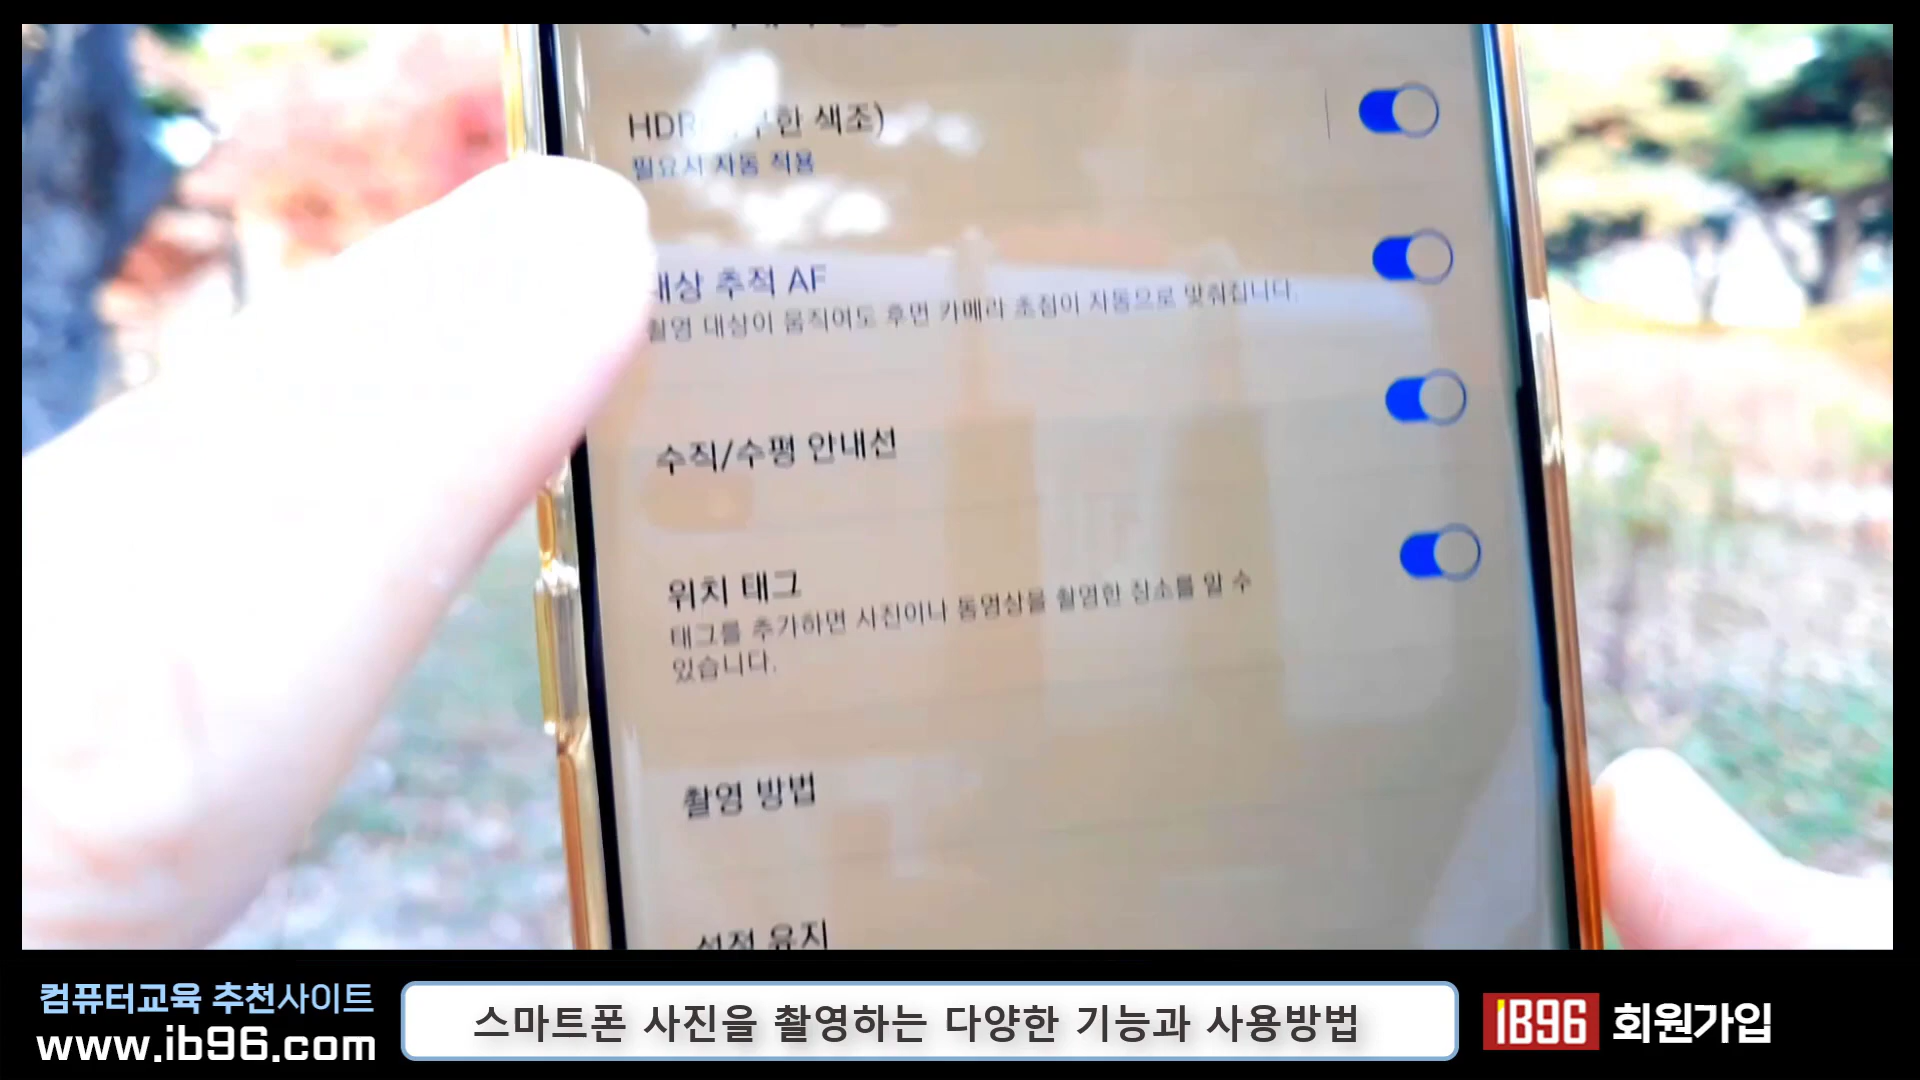 HDR 색조)
필요시 자동 적용
대상 추적 AF
촬영 대상이 움직여도 후면 카메라 초점이 자동으로 맞춰집니다.
수직/수평 안내선
위치 태그
태그를 추가하면 사진이나 동영상을 촬영한 장소를 알 수
있습니다.
촬영 방법
설정 유지
컴퓨터교육 추천사이트
www.ib96.com
스마트폰 사진을 촬영하는 다양한 기능과 사용방법
IB96 회원가입